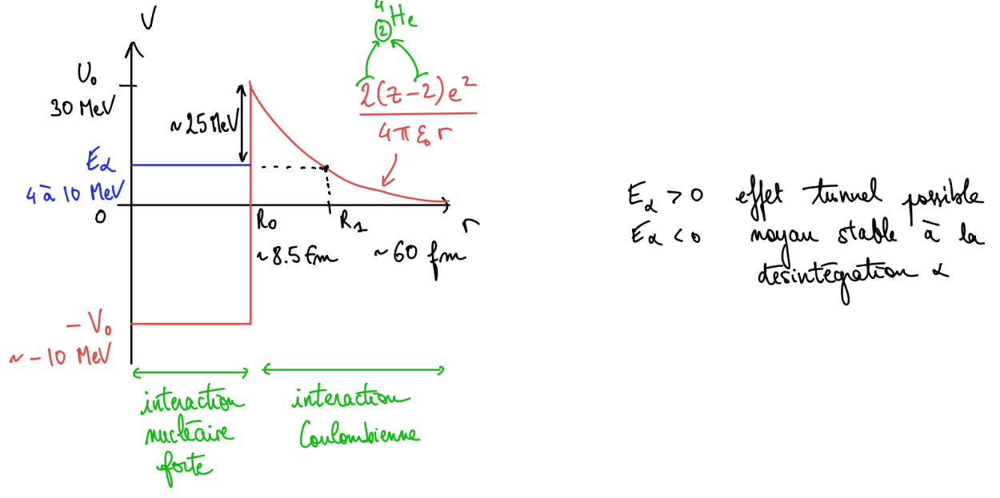 V
U₀
30 MeV
~25 MeV
⁴He
②
2(Z-2)e²
4πε₀r
Eα
4 à 10 MeV
0
R₀
R₁
r
~8.5 fm
~60 fm
-V₀
~ -10 MeV
interaction
nucléaire
forte
interaction
Coulombienne
Eα > 0 effet tunnel possible
Eα < 0 noyau stable à la
désintégration α